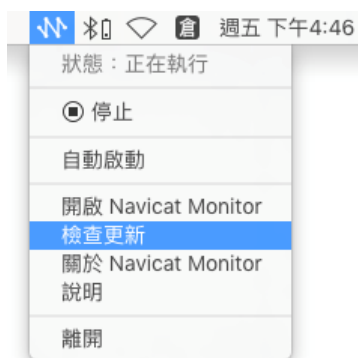 倉 週五 下午4:46
狀態：正在執行
停止
自動啟動
開啟 Navicat Monitor
檢查更新
關於 Navicat Monitor
說明
離開